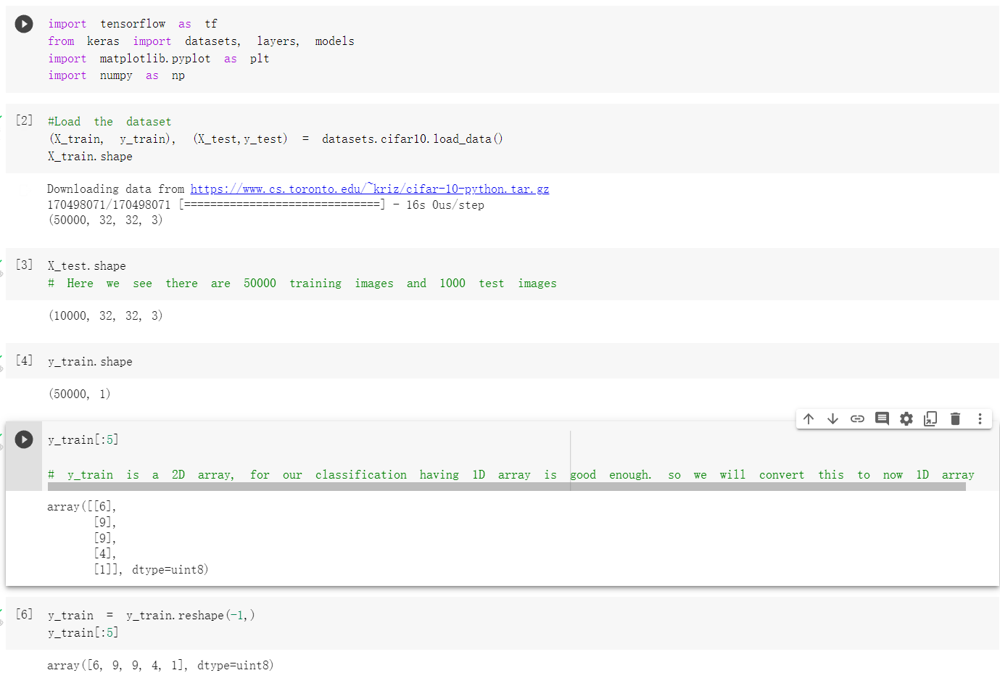 import tensorflow as tf
from keras import datasets, layers, models
import matplotlib.pyplot as plt
import numpy as np
[2] #Load the dataset
(X_train, y_train), (X_test,y_test) = datasets.cifar10.load_data()
X_train.shape
Downloading data from https://www.cs.toronto.edu/~kriz/cifar-10-python.tar.gz
170498071/170498071 [==============================] - 16s 0us/step
(50000, 32, 32, 3)
[3] X_test.shape
# Here we see there are 50000 training images and 1000 test images
(10000, 32, 32, 3)
[4] y_train.shape
(50000, 1)
y_train[:5]
# y_train is a 2D array, for our classification having 1D array is good enough. so we will convert this to now 1D array
array([[6],
[9],
[9],
[4],
[1]], dtype=uint8)
[6] y_train = y_train.reshape(-1,)
y_train[:5]
array([6, 9, 9, 4, 1], dtype=uint8)